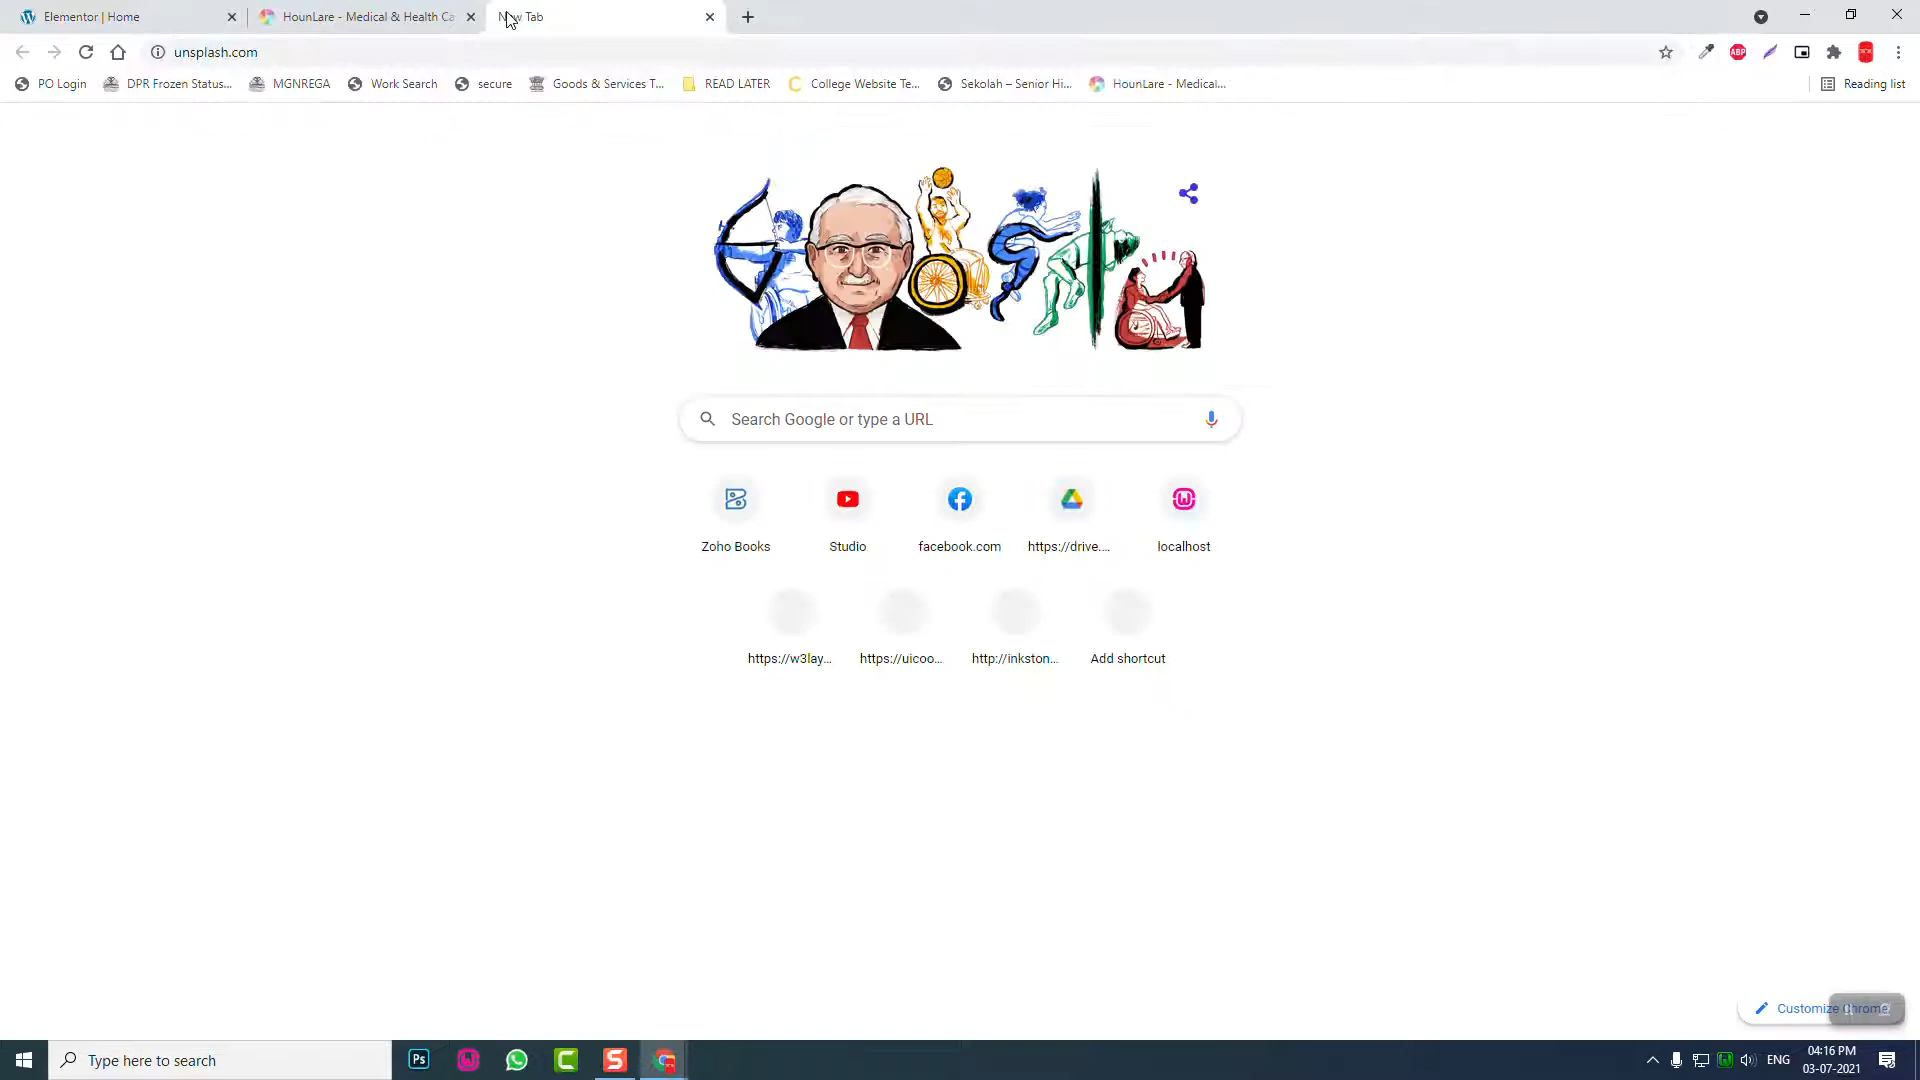 Elementor | Home
HounLare - Medical & Health Ca
New Tab
unsplash.com
PO Login
DPR Frozen Status...
MGNREGA
Work Search
secure
Goods & Services T...
READ LATER
College Website Te...
Sekolah – Senior Hi...
HounLare - Medical...
Reading list
ABP
Search Google or type a URL
Zoho Books
Studio
facebook.com
https://drive....
localhost
https://w3lay...
https://uicoo...
http://inkston...
Add shortcut
Customize Chrome
Type here to search
Ps
ENG
04:16 PM
03-07-2021